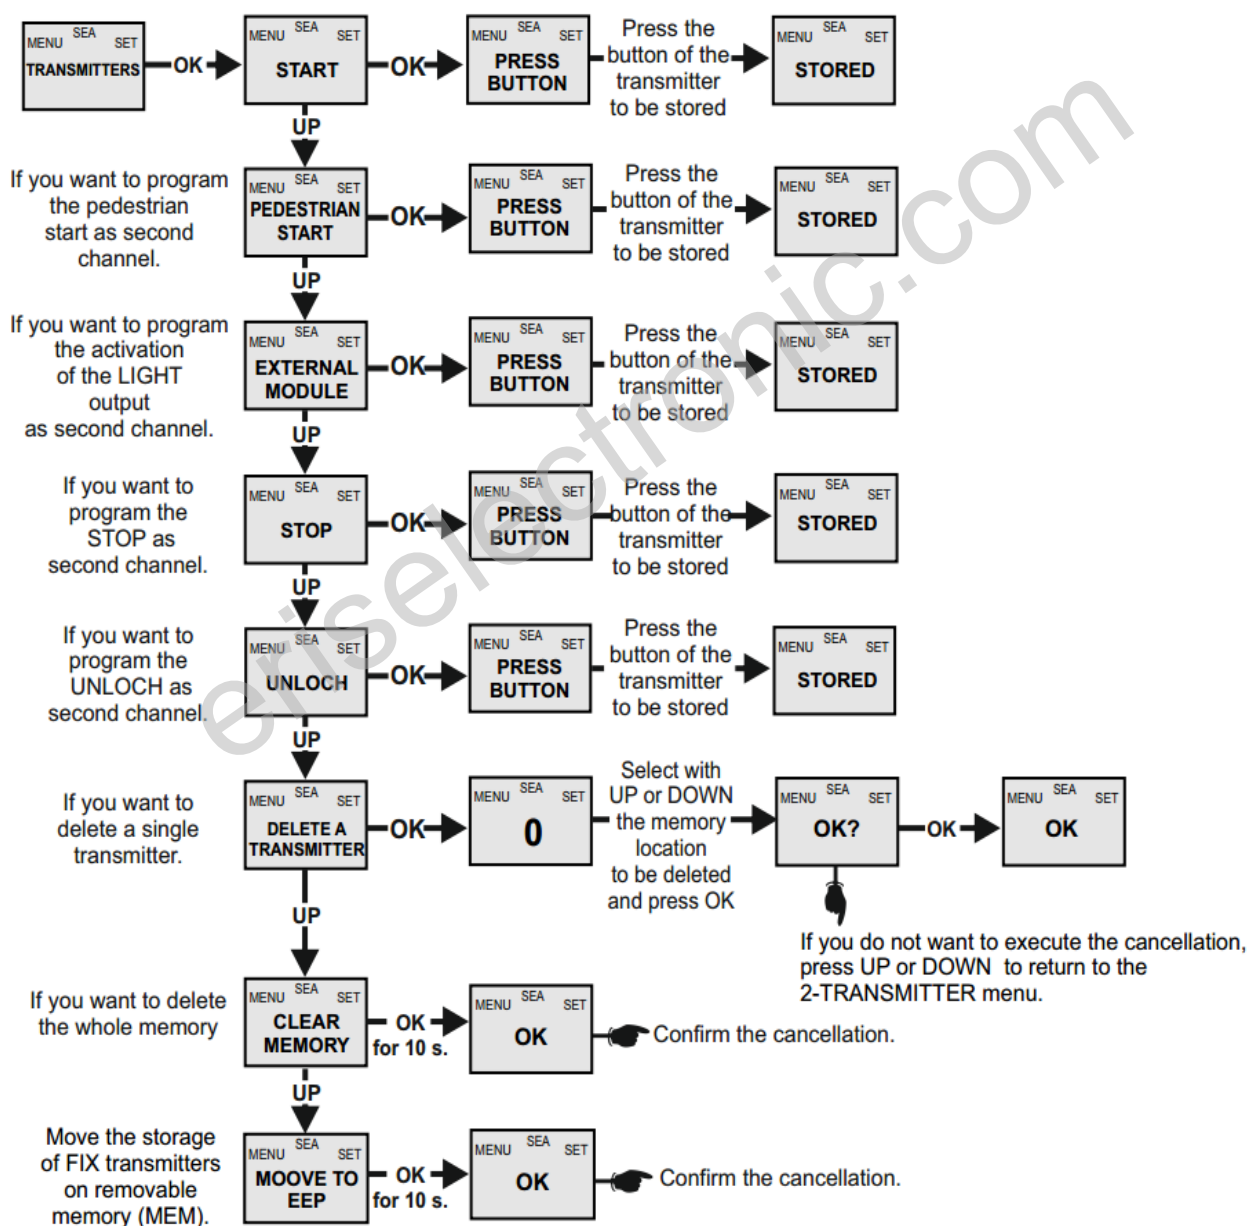 MENU SEA SET
TRANSMITTERS
OK
MENU SEA SET
START
OK
MENU SEA SET
PRESS
BUTTON
Press the
button of the
transmitter
to be stored
MENU SEA SET
STORED
UP
If you want to program
the pedestrian
start as second
channel.
MENU SEA SET
PEDESTRIAN
START
OK
MENU SEA SET
PRESS
BUTTON
Press the
button of the
transmitter
to be stored
MENU SEA SET
STORED
UP
If you want to program
the activation
of the LIGHT
output
as second channel.
MENU SEA SET
EXTERNAL
MODULE
OK
MENU SEA SET
PRESS
BUTTON
Press the
button of the
transmitter
to be stored
MENU SEA SET
STORED
UP
If you want to
program the
STOP as
second channel.
MENU SEA SET
STOP
OK
MENU SEA SET
PRESS
BUTTON
Press the
button of the
transmitter
to be stored
MENU SEA SET
STORED
UP
If you want to
program the
UNLOCH as
second channel.
MENU SEA SET
UNLOCH
OK
MENU SEA SET
PRESS
BUTTON
Press the
button of the
transmitter
to be stored
MENU SEA SET
STORED
UP
If you want to
delete a single
transmitter.
MENU SEA SET
DELETE A
TRANSMITTER
OK
MENU SEA SET
0
Select with
UP or DOWN
the memory
location
to be deleted
and press OK
MENU SEA SET
OK?
OK
MENU SEA SET
OK
If you do not want to execute the cancellation,
press UP or DOWN to return to the
2-TRANSMITTER menu.
UP
If you want to delete
the whole memory
MENU SEA SET
CLEAR
MEMORY
OK
for 10 s.
MENU SEA SET
OK
Confirm the cancellation.
UP
Move the storage
of FIX transmitters
on removable
memory (MEM).
MENU SEA SET
MOOVE TO
EEP
OK
for 10 s.
MENU SEA SET
OK
Confirm the cancellation.
eriselectronic.com